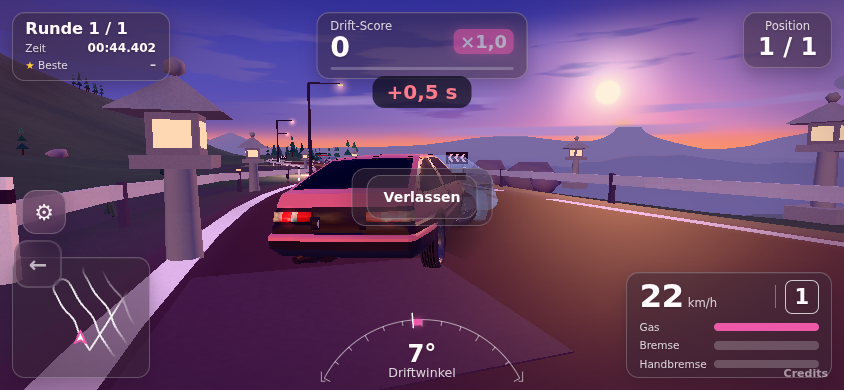 Runde 1 / 1
Zeit 00:44.402
★ Beste –
Drift-Score
0 ×1,0
+0,5 s
Position
1 / 1
Verlassen
22 km/h 1
Gas
Bremse
Handbremse
7°
Driftwinkel
Credits